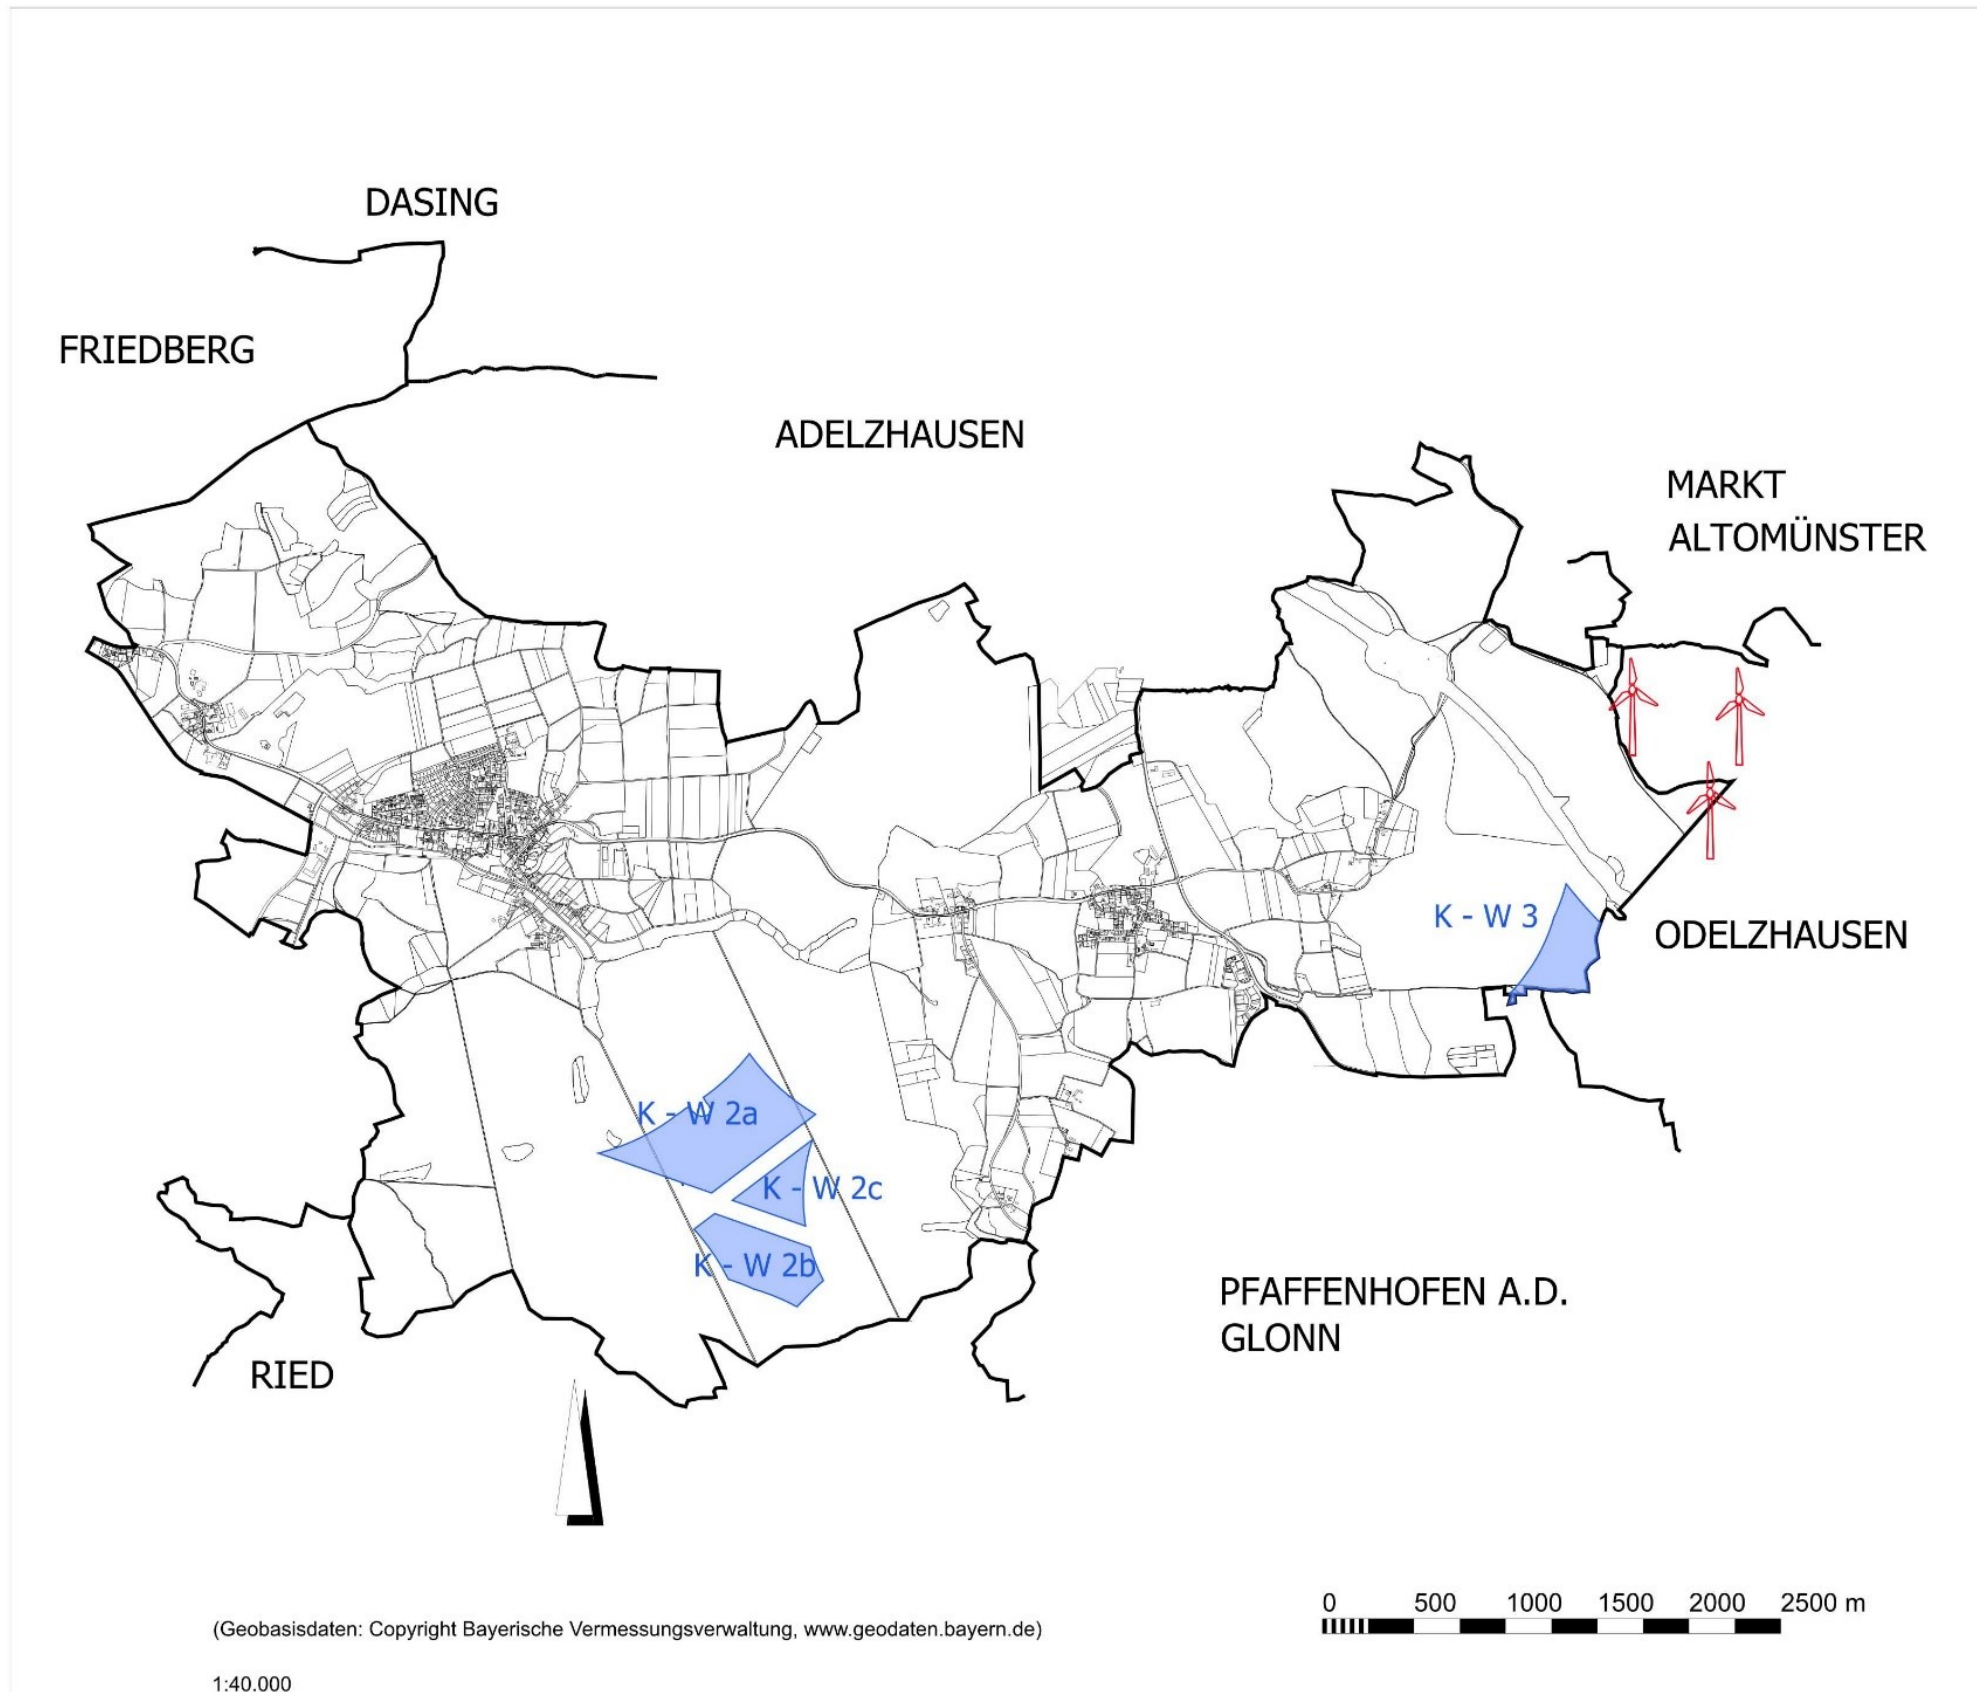 DASING
FRIEDBERG
ADELZHAUSEN
MARKT
ALTOMÜNSTER
K - W 3
ODELZHAUSEN
K - W 2a
K - W 2c
K - W 2b
PFAFFENHOFEN A.D.
GLONN
RIED
0 500 1000 1500 2000 2500 m
(Geobasisdaten: Copyright Bayerische Vermessungsverwaltung, www.geodaten.bayern.de)
1:40.000